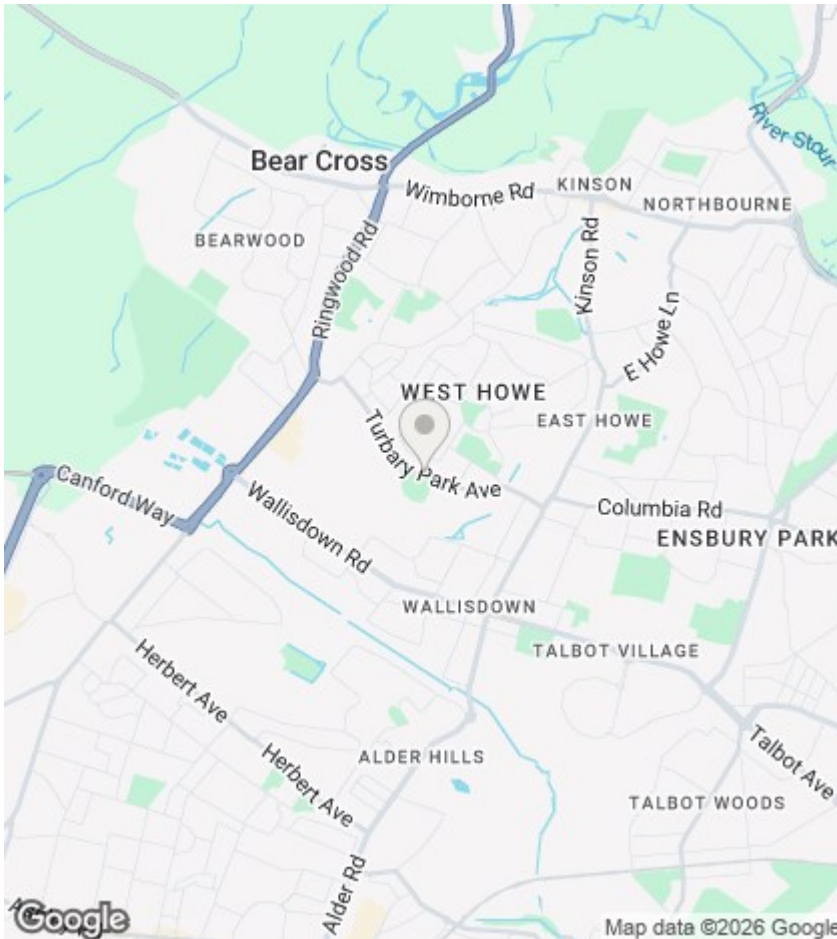 River Stour
Bear Cross
Wimborne Rd
KINSON
NORTHBOURNE
BEARWOOD
Ringwood Rd
Kinson Rd
E Howe Ln
WEST HOWE
EAST HOWE
Turbary Park Ave
Canford Way
Wallisdown Rd
Columbia Rd
ENSBURY PARK
WALLISDOWN
TALBOT VILLAGE
Herbert Ave
Herbert Ave
ALDER HILLS
Talbot Ave
TALBOT WOODS
Alder Rd
Google
Map data ©2026 Google